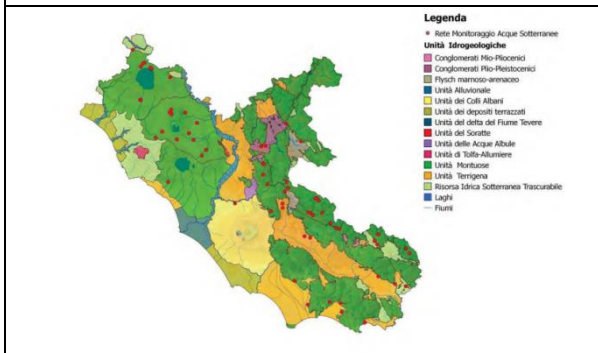 Legenda
Rete Monitoraggio Acque Sotterranee
Unità Idrogeologiche
Conglomerati Mio-Pliocenici
Conglomerati Plio-Pleistocenici
Flysch marnoso-arenaceo
Unità Alluvionale
Unità dei Colli Albani
Unità dei depositi terrazzati
Unità del delta del Fiume Tevere
Unità del Soratte
Unità delle Acque Albule
Unità di Tolfa-Allumiere
Unità Montuose
Unità Terrigena
Risorsa Idrica Sotterranea Trascurabile
Laghi
Fiumi